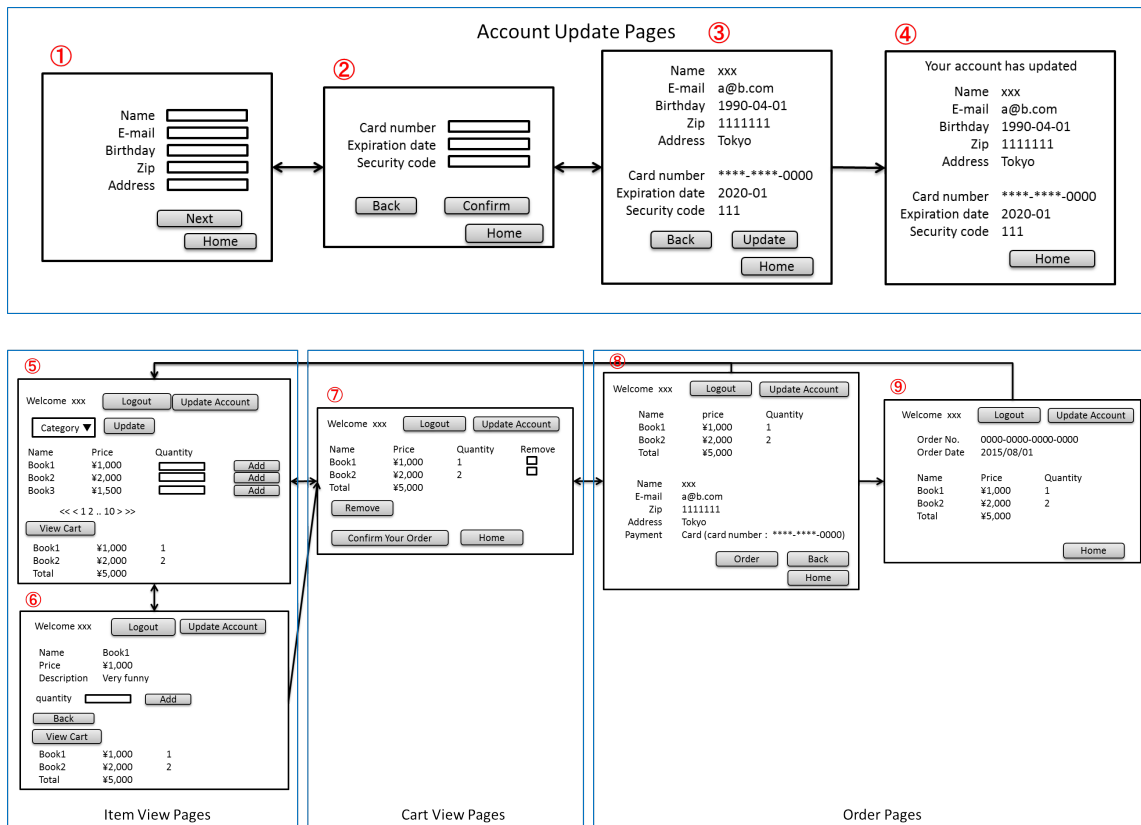 Account Update Pages
①
Name
E-mail
Birthday
Zip
Address
Next
Home
②
Card number
Expiration date
Security code
Back Confirm
Home
③
Name xxx
E-mail a@b.com
Birthday 1990-04-01
Zip 1111111
Address Tokyo
Card number ****-****-0000
Expiration date 2020-01
Security code 111
Back Update
Home
④
Your account has updated
Name xxx
E-mail a@b.com
Birthday 1990-04-01
Zip 1111111
Address Tokyo
Card number ****-****-0000
Expiration date 2020-01
Security code 111
Home
⑤
Welcome xxx Logout Update Account
Category ▼ Update
Name Price Quantity
Book1 ¥1,000 Add
Book2 ¥2,000 Add
Book3 ¥1,500 Add
<< < 1 2 .. 10 > >>
View Cart
Book1 ¥1,000 1
Book2 ¥2,000 2
Total ¥5,000
⑥
Welcome xxx Logout Update Account
Name Book1
Price ¥1,000
Description Very funny
quantity Add
Back
View Cart
Book1 ¥1,000 1
Book2 ¥2,000 2
Total ¥5,000
Item View Pages
⑦
Welcome xxx Logout Update Account
Name Price Quantity Remove
Book1 ¥1,000 1
Book2 ¥2,000 2
Total ¥5,000
Remove
Confirm Your Order Home
Cart View Pages
⑧
Welcome xxx Logout Update Account
Name price Quantity
Book1 ¥1,000 1
Book2 ¥2,000 2
Total ¥5,000
Name xxx
E-mail a@b.com
Zip 1111111
Address Tokyo
Payment Card (card number : ****-****-0000)
Order Back
Home
⑨
Welcome xxx Logout Update Account
Order No. 0000-0000-0000-0000
Order Date 2015/08/01
Name Price Quantity
Book1 ¥1,000 1
Book2 ¥2,000 2
Total ¥5,000
Home
Order Pages